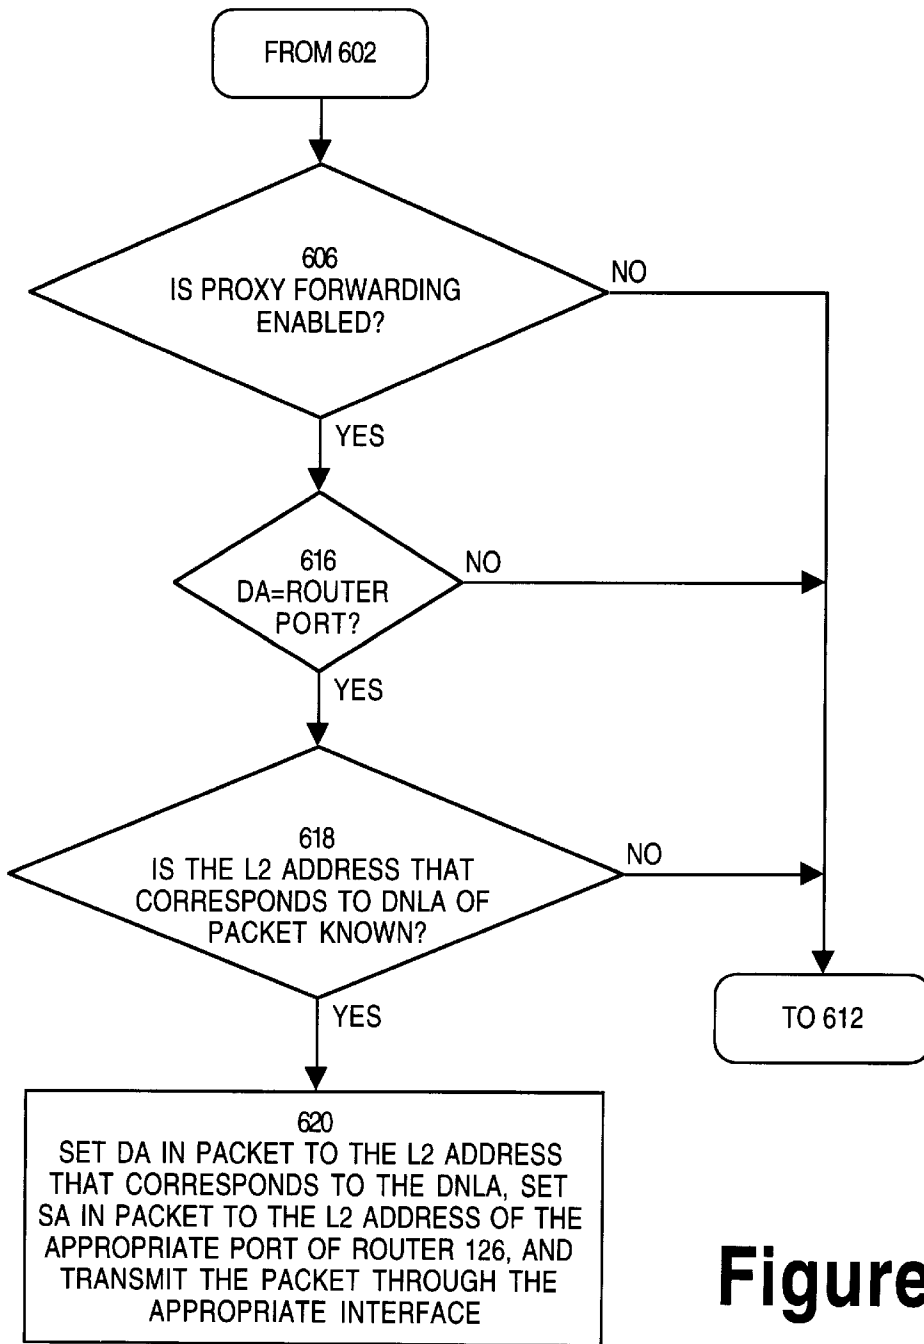 FROM 602
606
IS PROXY FORWARDING
ENABLED?
NO
YES
616
DA=ROUTER
PORT?
NO
YES
618
IS THE L2 ADDRESS THAT
CORRESPONDS TO DNLA OF
PACKET KNOWN?
NO
YES
TO 612
620
SET DA IN PACKET TO THE L2 ADDRESS
THAT CORRESPONDS TO THE DNLA, SET
SA IN PACKET TO THE L2 ADDRESS OF THE
APPROPRIATE PORT OF ROUTER 126, AND
TRANSMIT THE PACKET THROUGH THE
APPROPRIATE INTERFACE
Figure